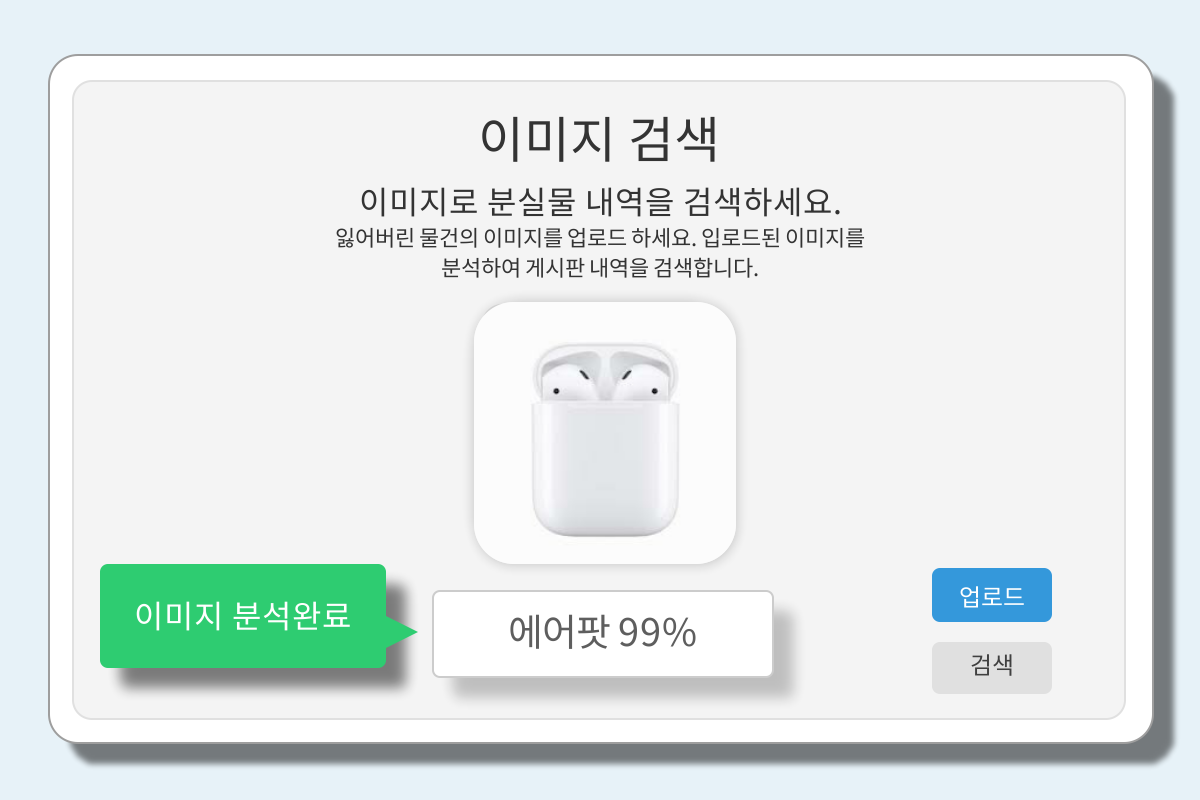 이미지 검색
이미지로 분실물 내역을 검색하세요.
잃어버린 물건의 이미지를 업로드 하세요. 입로드된 이미지를
분석하여 게시판 내역을 검색합니다.
이미지 분석완료
에어팟 99%
업로드
검색